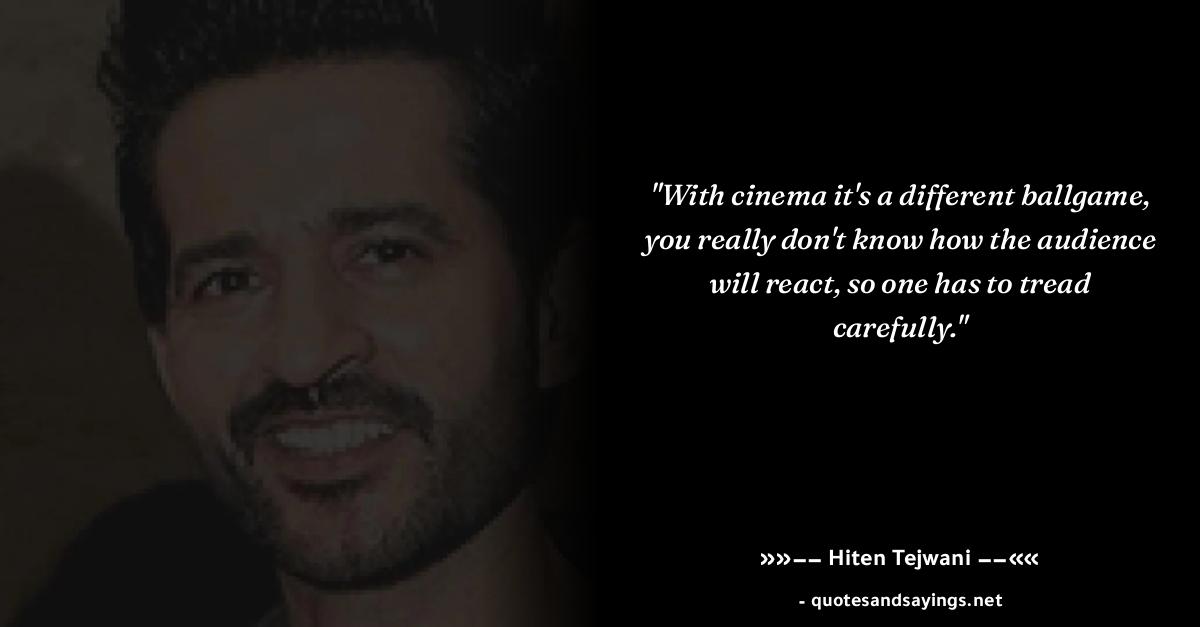 "With cinema it's a different ballgame,
you really don't know how the audience
will react, so one has to tread
carefully."
»»−− Hiten Tejwani −−««
- quotesandsayings.net